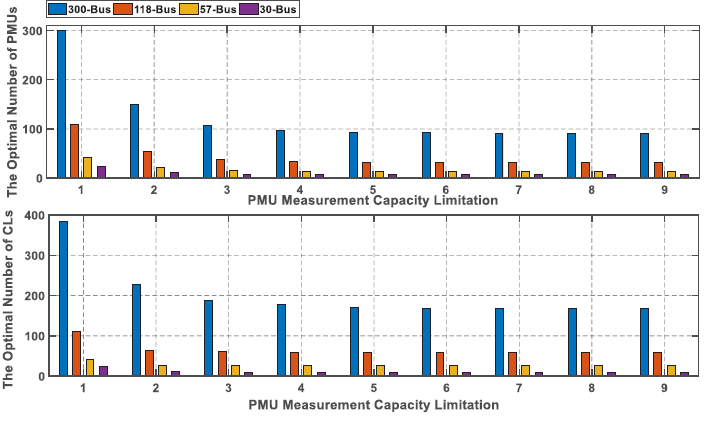 300-Bus 118-Bus 57-Bus 30-Bus
The Optimal Number of PMUs
300
200
100
0
1 2 3 4 5 6 7 8 9
PMU Measurement Capacity Limitation
The Optimal Number of CLs
400
300
200
100
0
1 2 3 4 5 6 7 8 9
PMU Measurement Capacity Limitation